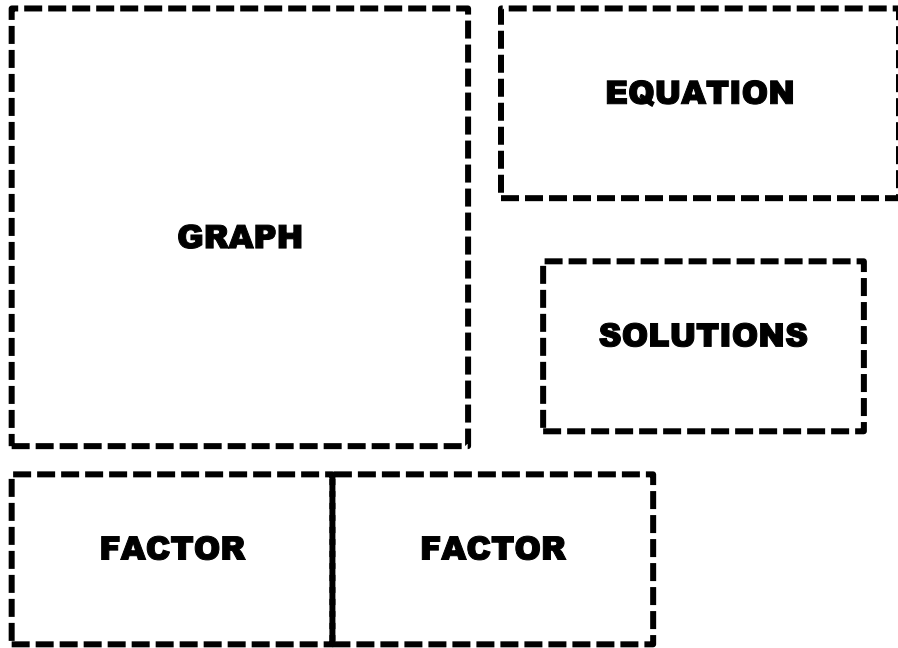 EQUATION
GRAPH
SOLUTIONS
FACTOR
FACTOR